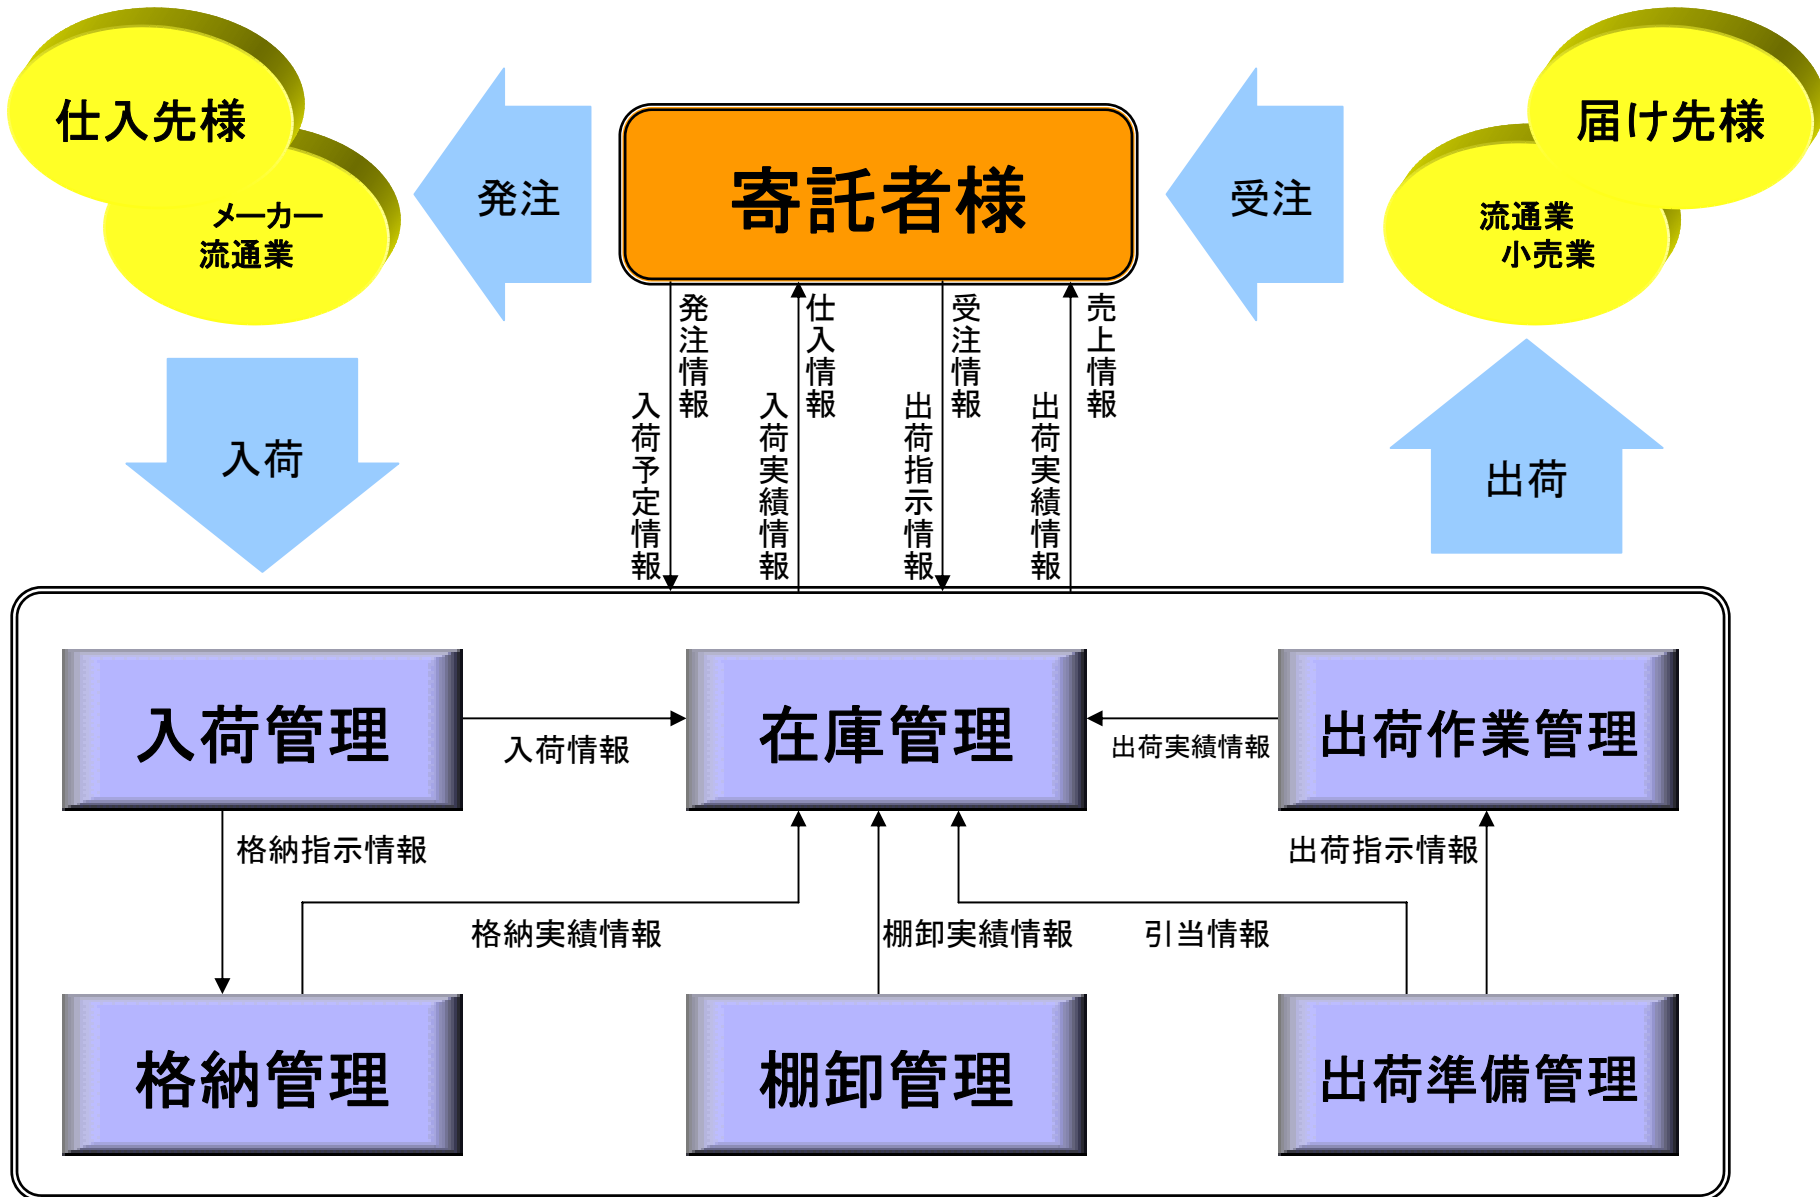 仕入先様
メーカー
流通業
発注
寄託者様
受注
届け先様
流通業
小売業
入荷
発注情報
入荷予定情報
仕入情報
入荷実績情報
受注情報
出荷指示情報
売上情報
出荷実績情報
出荷
入荷管理
入荷情報
在庫管理
出荷実績情報
出荷作業管理
格納指示情報
出荷指示情報
格納実績情報
棚卸実績情報
引当情報
格納管理
棚卸管理
出荷準備管理